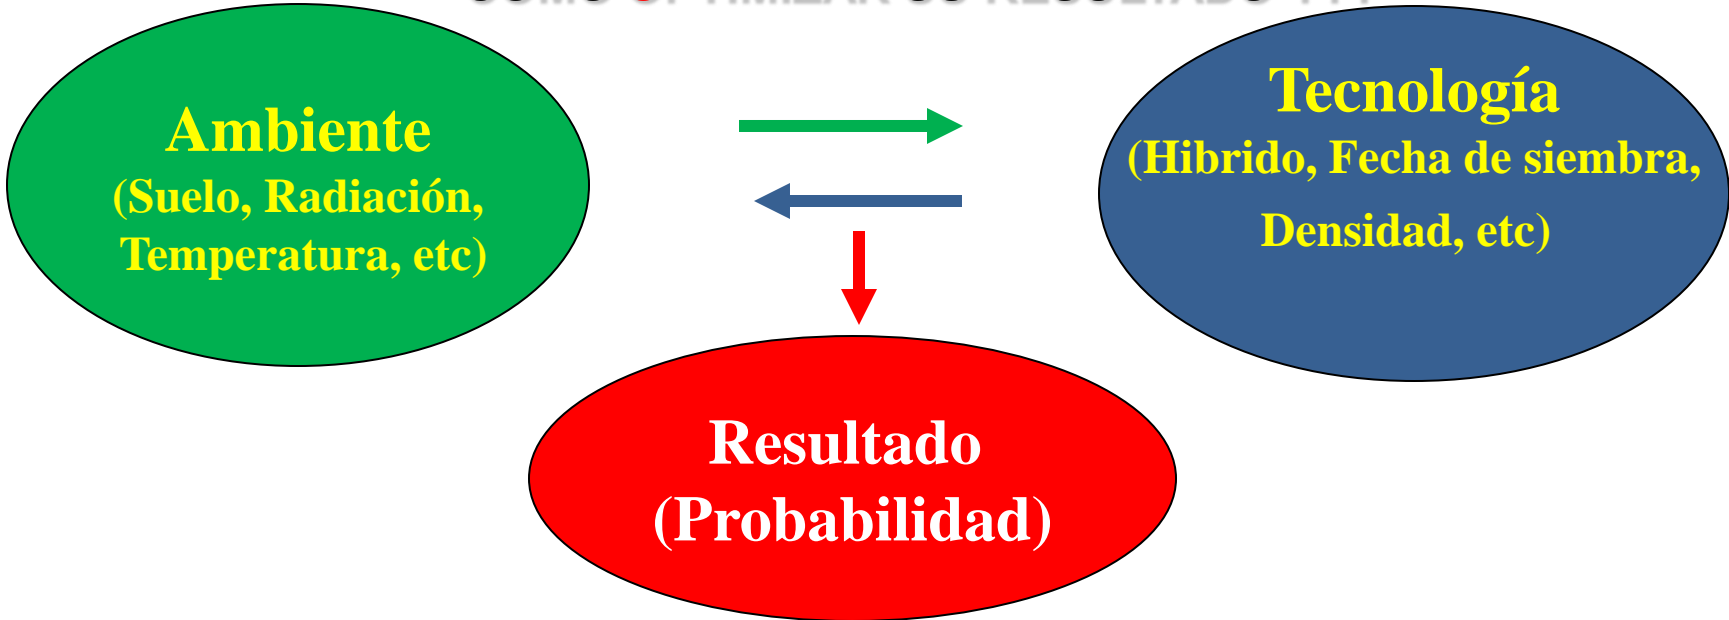 Ambiente
(Suelo, Radiación,
Temperatura, etc)
Tecnología
(Hibrido, Fecha de siembra,
Densidad, etc)
Resultado
(Probabilidad)